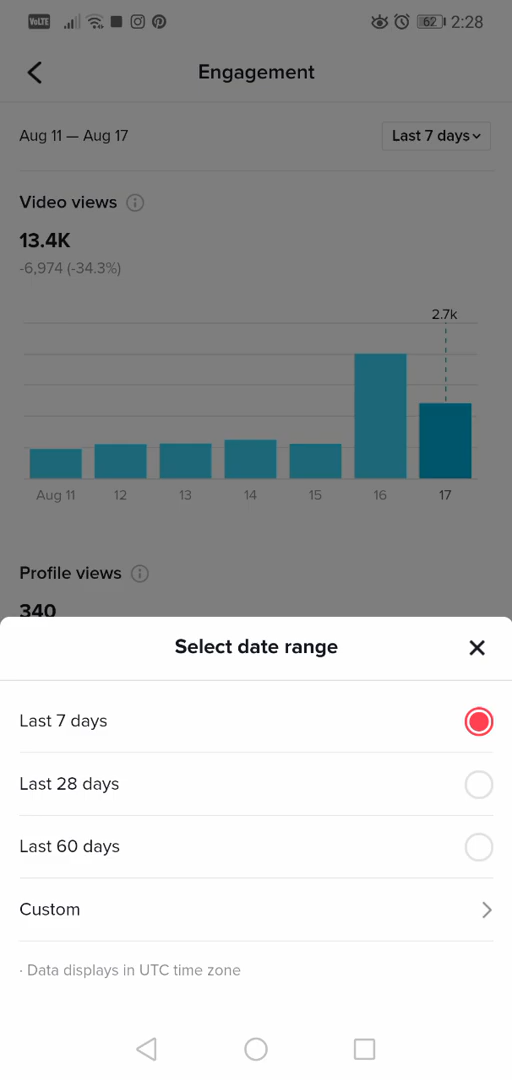 VoLTE 62 2:28
Engagement
Aug 11 — Aug 17 Last 7 days
Video views
13.4K
-6,974 (-34.3%)
2.7k
Aug 11 12 13 14 15 16 17
Profile views
340
Select date range
Last 7 days
Last 28 days
Last 60 days
Custom
· Data displays in UTC time zone